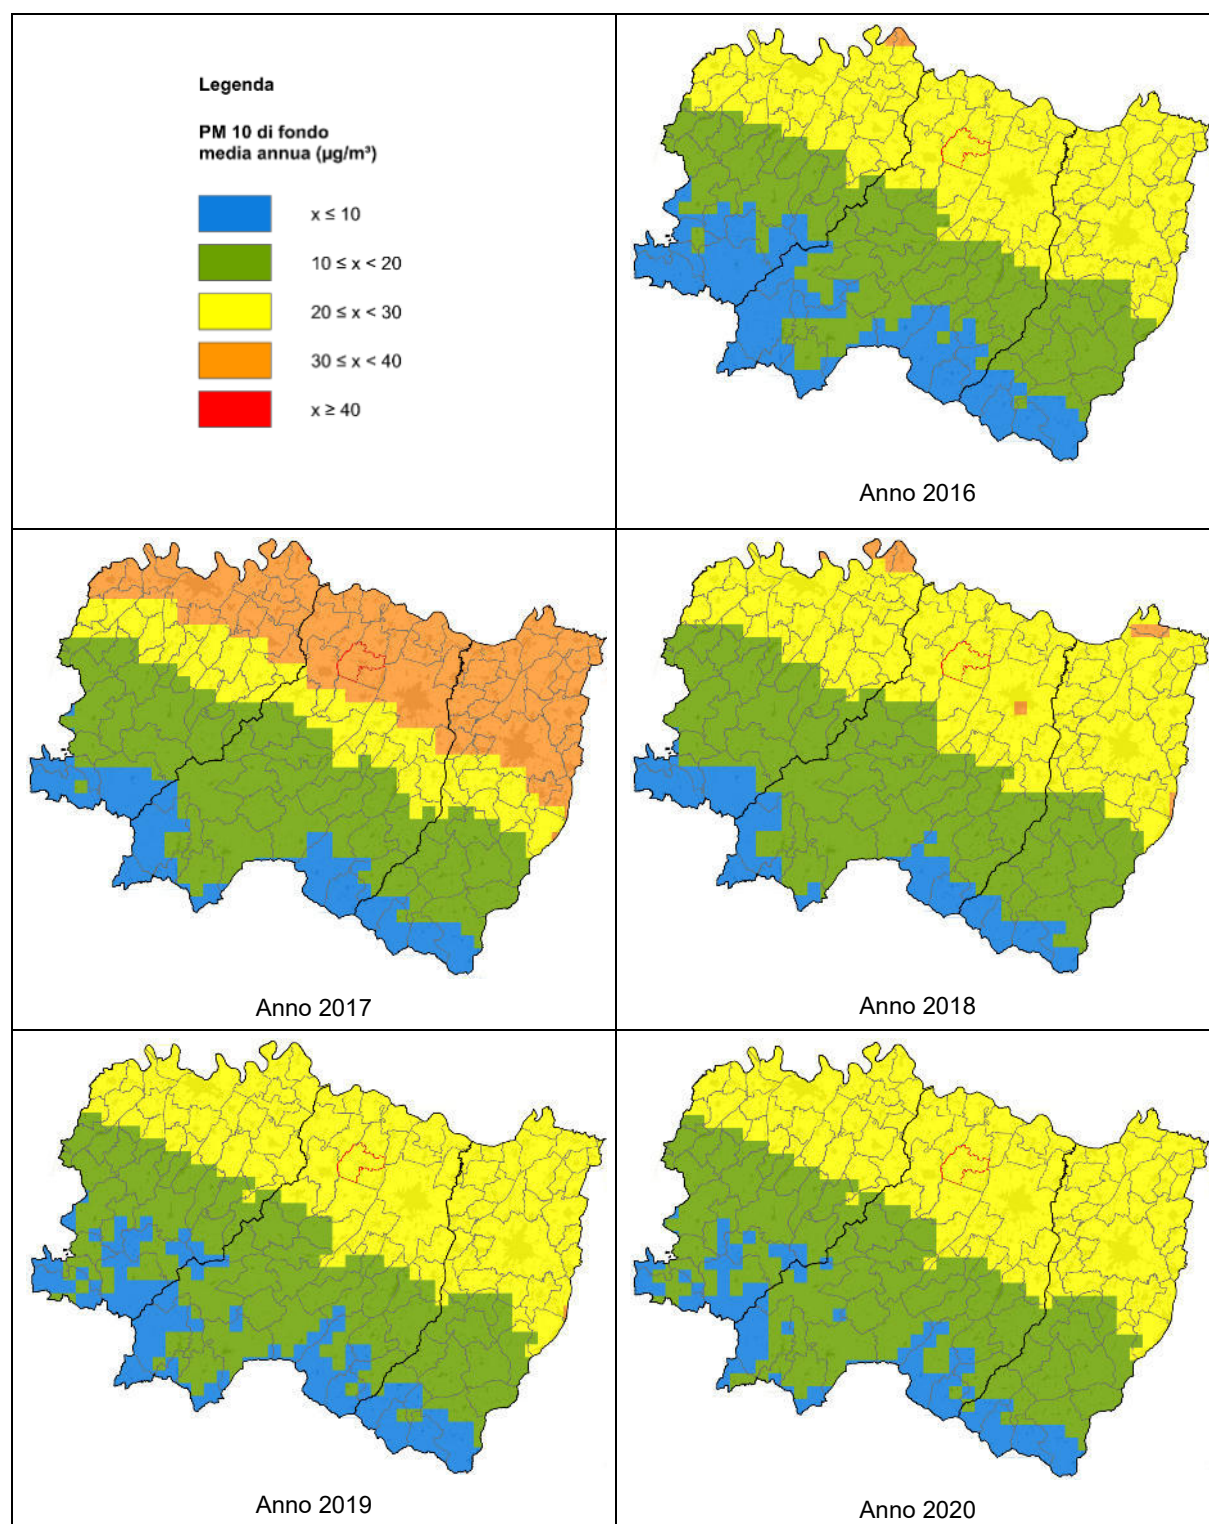 Legenda
PM 10 di fondo
media annua (µg/m³)
x ≤ 10
10 ≤ x < 20
20 ≤ x < 30
30 ≤ x < 40
x ≥ 40
Anno 2016
Anno 2017
Anno 2018
Anno 2019
Anno 2020